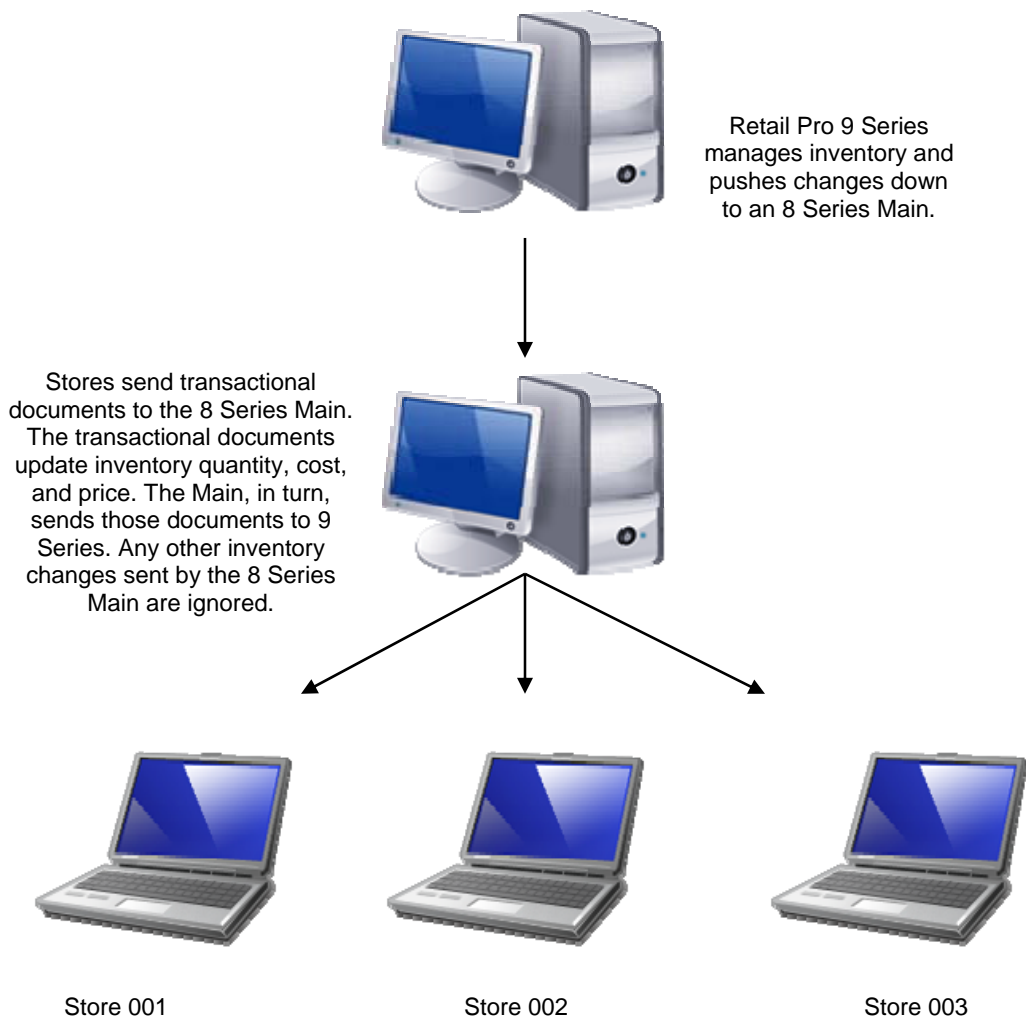 Retail Pro 9 Series
manages inventory and
pushes changes down
to an 8 Series Main.
Stores send transactional
documents to the 8 Series Main.
The transactional documents
update inventory quantity, cost,
and price. The Main, in turn,
sends those documents to 9
Series. Any other inventory
changes sent by the 8 Series
Main are ignored.
Store 001
Store 002
Store 003